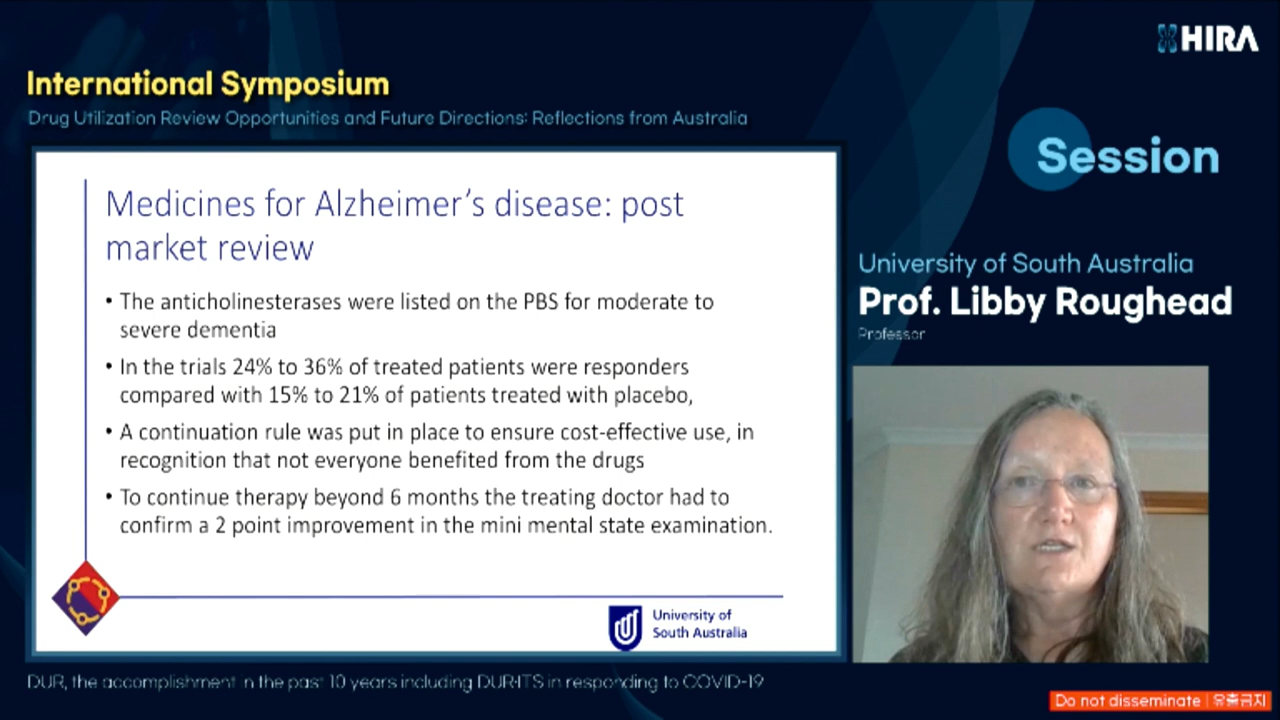 HIRA
International Symposium
Drug Utilization Review Opportunities and Future Directions: Reflections from Australia
Session
Medicines for Alzheimer's disease: post
market review
• The anticholinesterases were listed on the PBS for moderate to
severe dementia
• In the trials 24% to 36% of treated patients were responders
compared with 15% to 21% of patients treated with placebo,
• A continuation rule was put in place to ensure cost-effective use, in
recognition that not everyone benefited from the drugs
• To continue therapy beyond 6 months the treating doctor had to
confirm a 2 point improvement in the mini mental state examination.
University of
South Australia
University of South Australia
Prof. Libby Roughead
Professor
DUR, the accomplishment in the past 10 years including DUR-ITS in responding to COVID-19
Do not disseminate | 유출금지